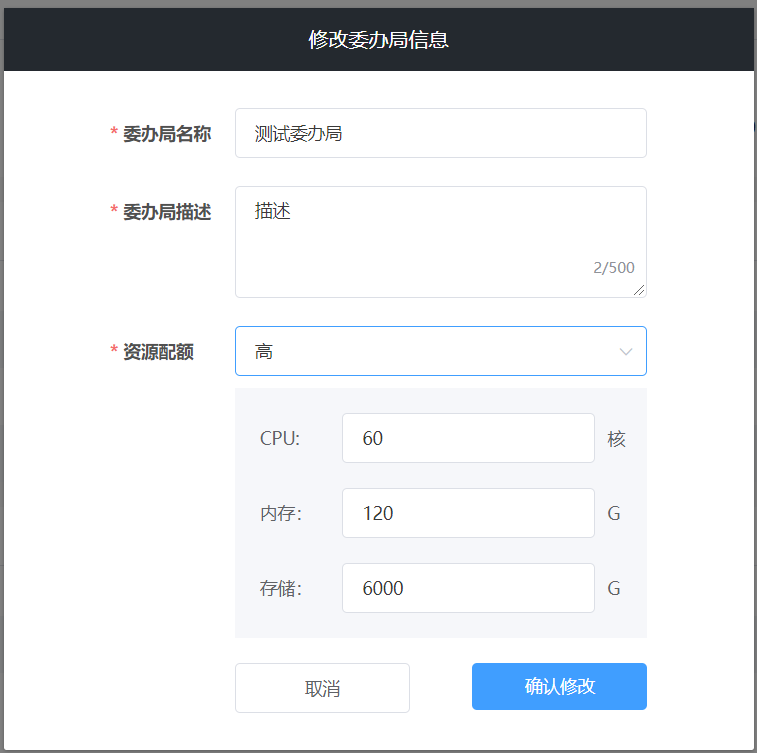 修改委办局信息
* 委办局名称 测试委办局
* 委办局描述 描述
2/500
* 资源配额 高
CPU: 60 核
内存: 120 G
存储: 6000 G
取消 确认修改